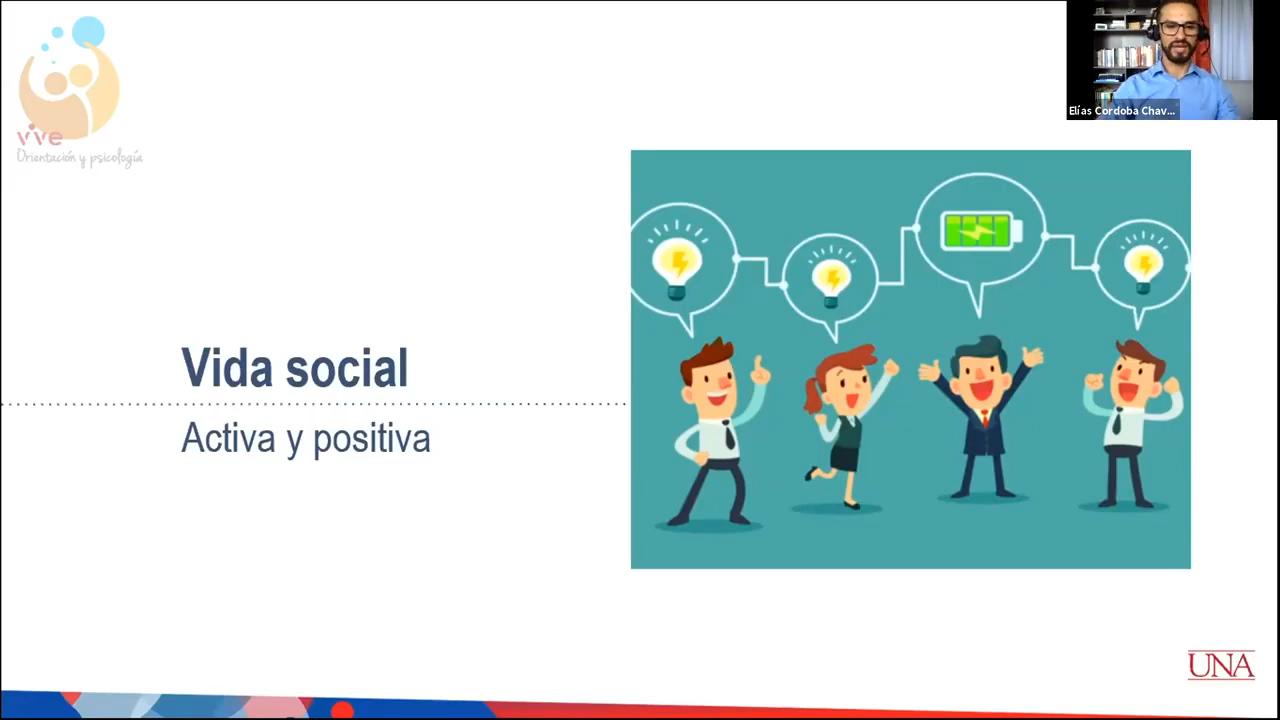 vive
Orientación y psicología
Elías Cordoba Chav...
Vida social
Activa y positiva
UNA